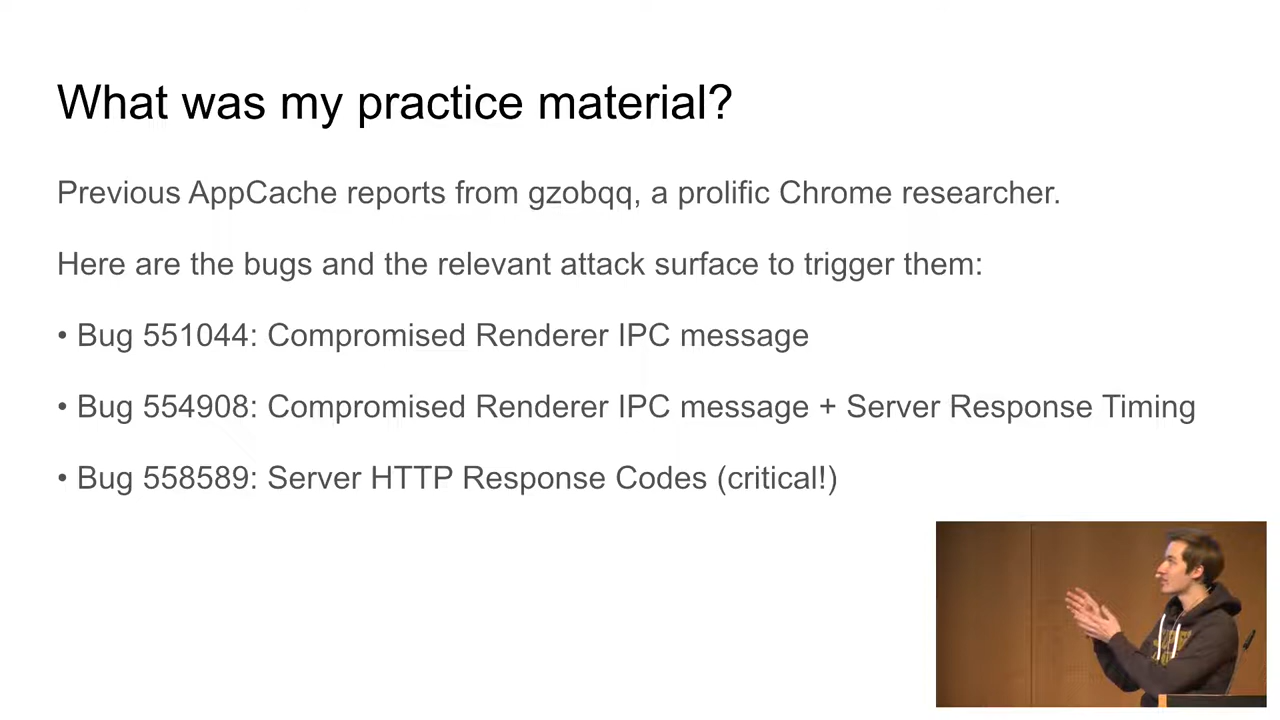 What was my practice material?
Previous AppCache reports from gzobqq, a prolific Chrome researcher.
Here are the bugs and the relevant attack surface to trigger them:
• Bug 551044: Compromised Renderer IPC message
• Bug 554908: Compromised Renderer IPC message + Server Response Timing
• Bug 558589: Server HTTP Response Codes (critical!)